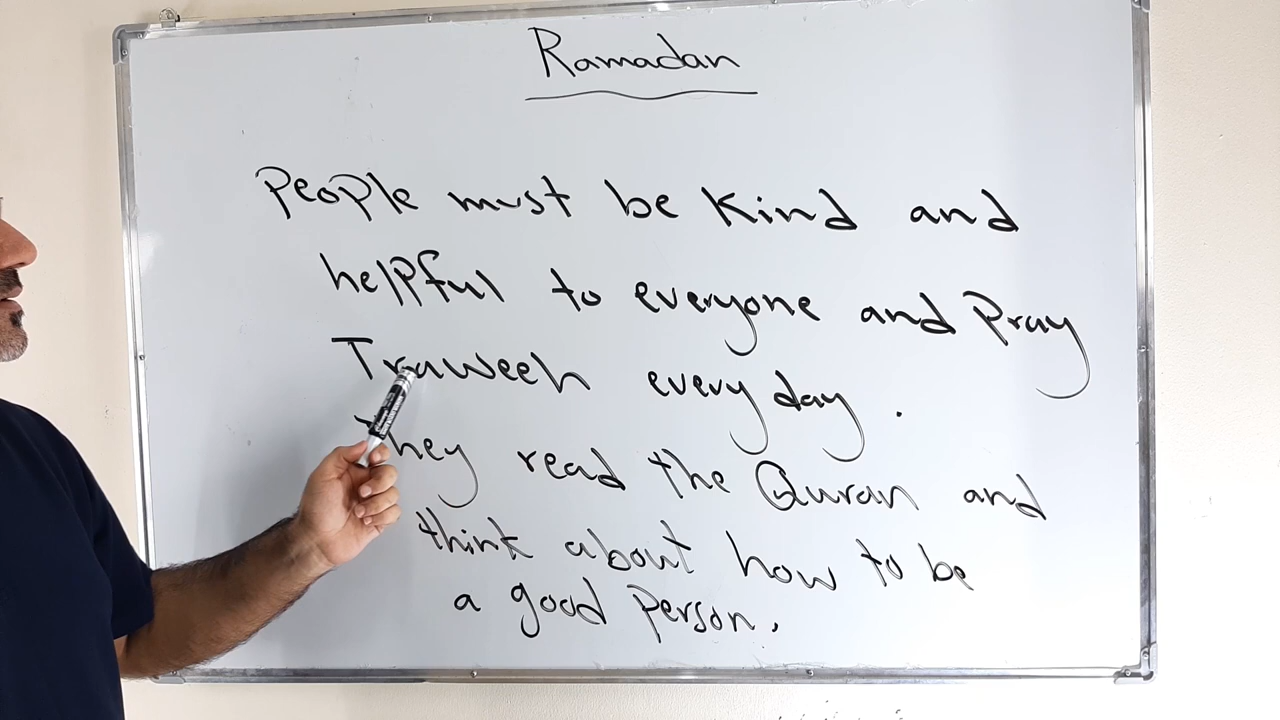 Ramadan
People must be kind and
helpful to everyone and Pray
Traweeh every day.
they read the Quran and
think about how to be
a good person.